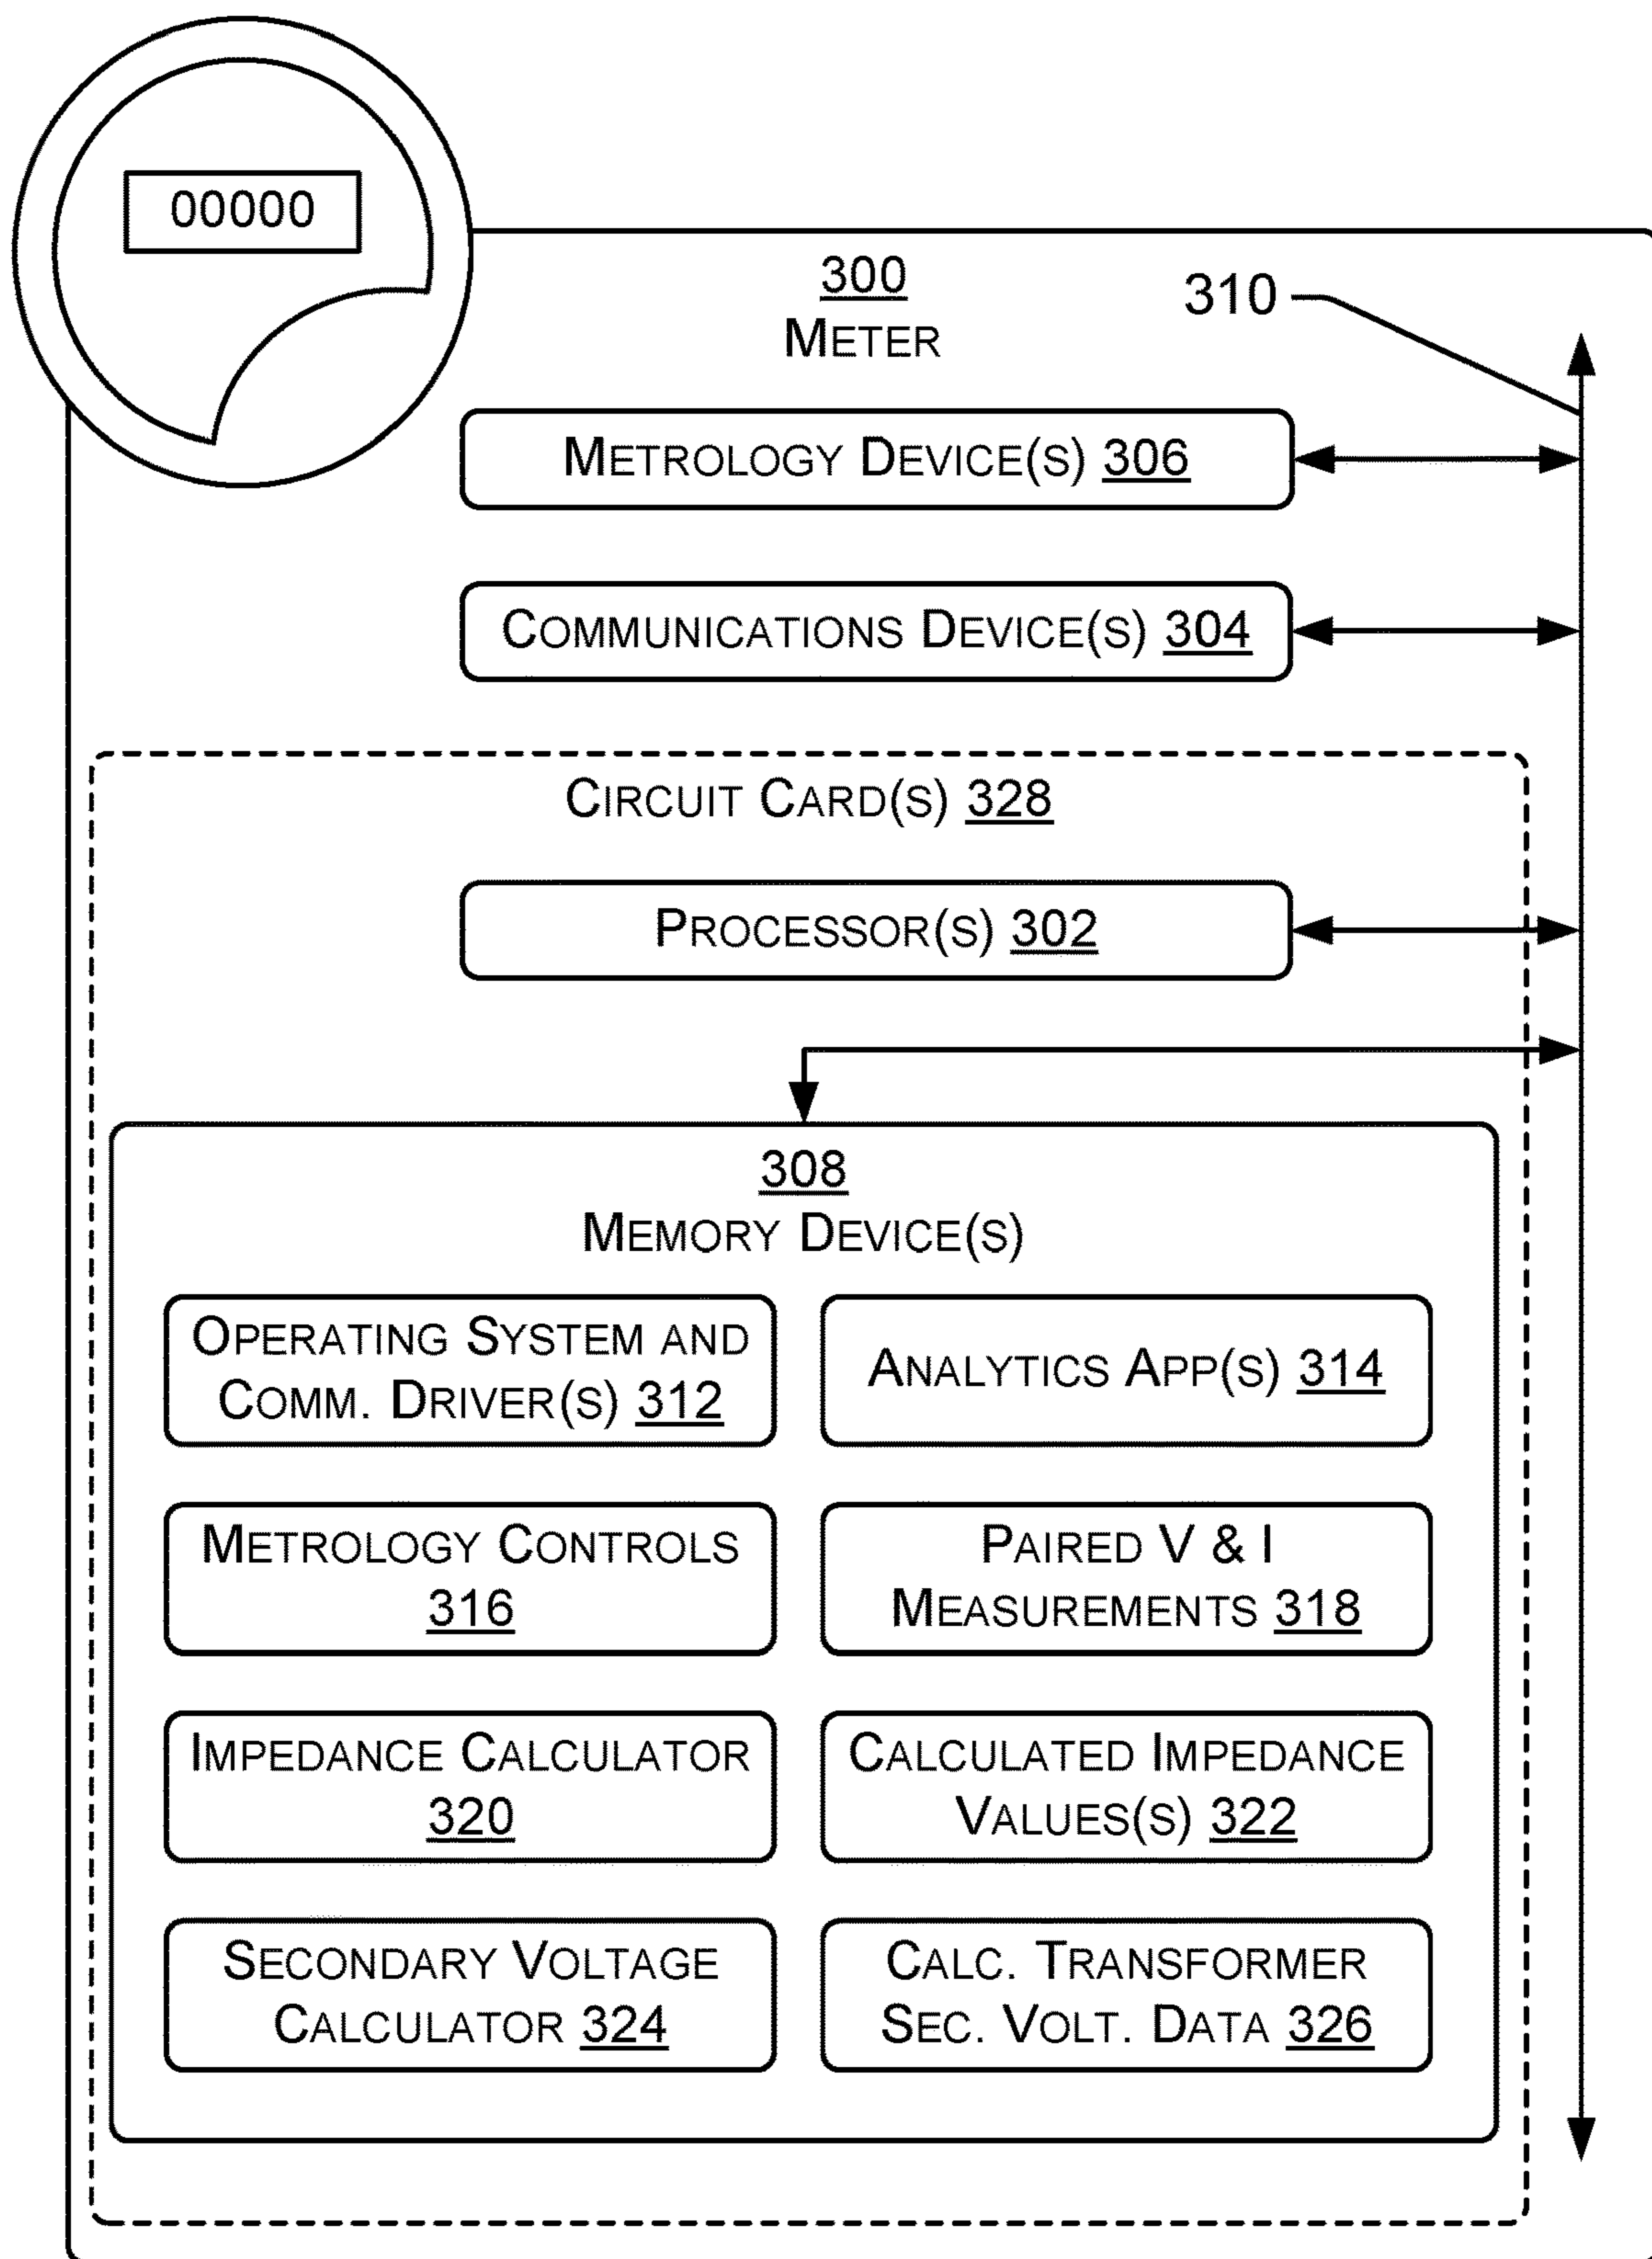 00000
300
METER
310
METROLOGY DEVICE(S) 306
COMMUNICATIONS DEVICE(S) 304
CIRCUIT CARD(S) 328
PROCESSOR(S) 302
308
MEMORY DEVICE(S)
OPERATING SYSTEM AND
COMM. DRIVER(S) 312
ANALYTICS APP(S) 314
METROLOGY CONTROLS
316
PAIRED V & I
MEASUREMENTS 318
IMPEDANCE CALCULATOR
320
CALCULATED IMPEDANCE
VALUES(S) 322
SECONDARY VOLTAGE
CALCULATOR 324
CALC. TRANSFORMER
SEC. VOLT. DATA 326